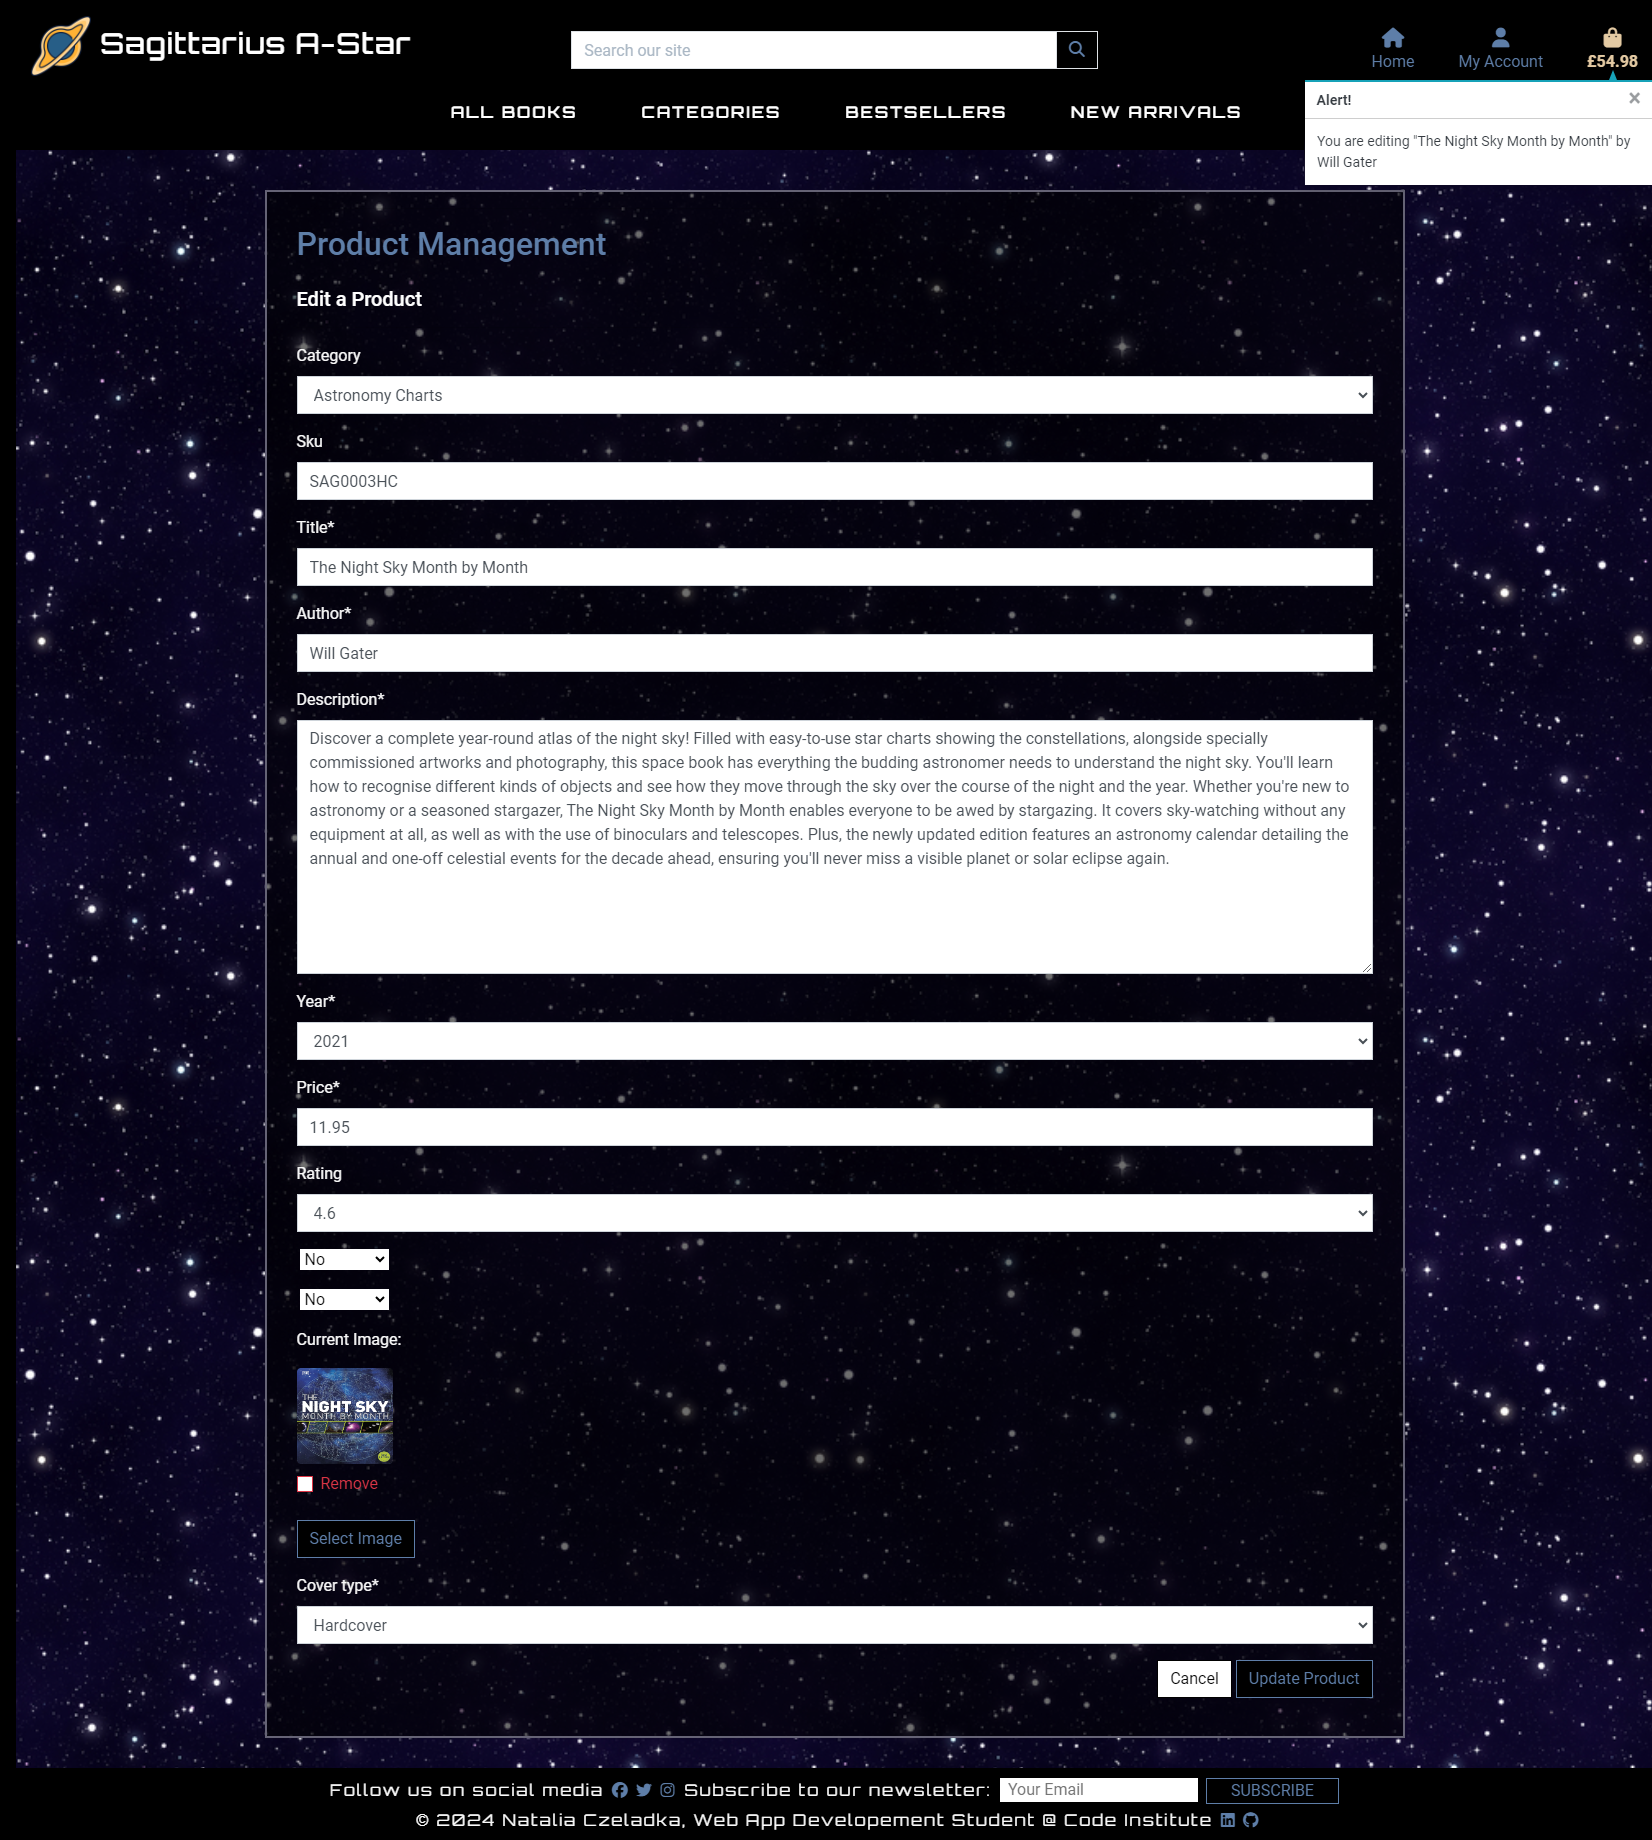 Sagittarius A-Star
Search our site
Home
My Account
£54.98
ALL BOOKS
CATEGORIES
BESTSELLERS
NEW ARRIVALS
Alert!
×
You are editing "The Night Sky Month by Month" by
Will Gater
Product Management
Edit a Product
Category
Astronomy Charts
Sku
SAG0003HC
Title*
The Night Sky Month by Month
Author*
Will Gater
Description*
Discover a complete year-round atlas of the night sky! Filled with easy-to-use star charts showing the constellations, alongside specially
commissioned artworks and photography, this space book has everything the budding astronomer needs to understand the night sky. You'll learn
how to recognise different kinds of objects and see how they move through the sky over the course of the night and the year. Whether you're new to
astronomy or a seasoned stargazer, The Night Sky Month by Month enables everyone to be awed by stargazing. It covers sky-watching without any
equipment at all, as well as with the use of binoculars and telescopes. Plus, the newly updated edition features an astronomy calendar detailing the
annual and one-off celestial events for the decade ahead, ensuring you'll never miss a visible planet or solar eclipse again.
Year*
2021
Price*
11.95
Rating
4.6
No
No
Current Image:
THE
NIGHT SKY
MONTH BY MONTH
Remove
Select Image
Cover type*
Hardcover
Cancel
Update Product
Follow us on social media
Subscribe to our newsletter:
Your Email
SUBSCRIBE
© 2024 Natalia Czeladka, Web App Developement Student @ Code Institute